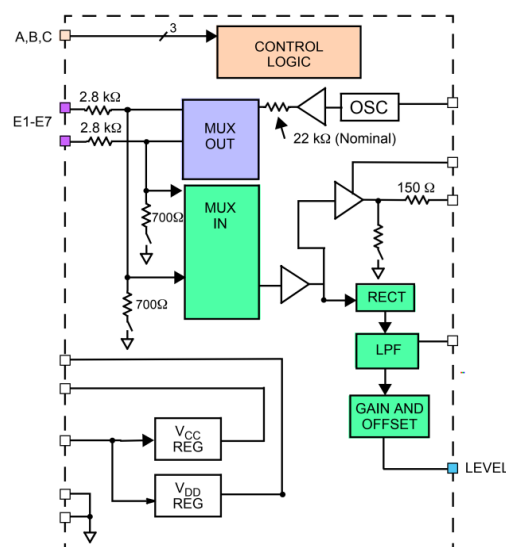 A,B,C
3
CONTROL
LOGIC
2.8 kΩ
E1-E7
2.8 kΩ
MUX
OUT
OSC
22 kΩ (Nominal)
150 Ω
MUX
IN
700Ω
700Ω
RECT
LPF
GAIN AND
OFFSET
VCC
REG
VDD
REG
LEVEL